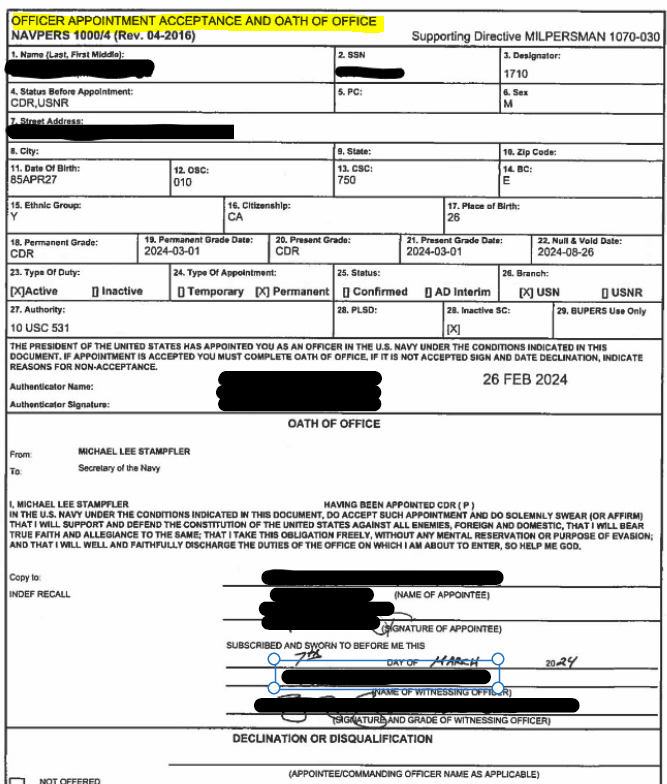 OFFICER APPOINTMENT ACCEPTANCE AND OATH OF OFFICE
NAVPERS 1000/4 (Rev. 04-2016) Supporting Directive MILPERSMAN 1070-030
1. Name (Last, First Middle): 2. SSN 3. Designator:
1710
4. Status Before Appointment: 5. PC: 6. Sex
CDR,USNR M
7. Street Address:
8. City: 9. State: 10. Zip Code:
11. Date Of Birth: 12. OSC: 13. CSC: 14. BC:
85APR27 010 750 E
15. Ethnic Group: 16. Citizenship: 17. Place of Birth:
Y CA 26
18. Permanent Grade: 19. Permanent Grade Date: 20. Present Grade: 21. Present Grade Date: 22. Null & Void Date:
CDR 2024-03-01 CDR 2024-03-01 2024-08-26
23. Type Of Duty: 24. Type Of Appointment: 25. Status: 26. Branch:
[X]Active [] Inactive [] Temporary [X] Permanent [] Confirmed [] AD Interim [X] USN [] USNR
27. Authority: 28. PLSD: 28. Inactive SC: 29. BUPERS Use Only
10 USC 531 [X]
THE PRESIDENT OF THE UNITED STATES HAS APPOINTED YOU AS AN OFFICER IN THE U.S. NAVY UNDER THE CONDITIONS INDICATED IN THIS
DOCUMENT. IF APPOINTMENT IS ACCEPTED YOU MUST COMPLETE OATH OF OFFICE. IF IT IS NOT ACCEPTED SIGN AND DATE DECLINATION, INDICATE
REASONS FOR NON-ACCEPTANCE.
26 FEB 2024
Authenticator Name:
Authenticator Signature:
OATH OF OFFICE
From: MICHAEL LEE STAMPFLER
To: Secretary of the Navy
I, MICHAEL LEE STAMPFLER HAVING BEEN APPOINTED CDR ( P )
IN THE U.S. NAVY UNDER THE CONDITIONS INDICATED IN THIS DOCUMENT, DO ACCEPT SUCH APPOINTMENT AND DO SOLEMNLY SWEAR (OR AFFIRM)
THAT I WILL SUPPORT AND DEFEND THE CONSTITUTION OF THE UNITED STATES AGAINST ALL ENEMIES, FOREIGN AND DOMESTIC, THAT I WILL BEAR
TRUE FAITH AND ALLEGIANCE TO THE SAME; THAT I TAKE THIS OBLIGATION FREELY, WITHOUT ANY MENTAL RESERVATION OR PURPOSE OF EVASION;
AND THAT I WILL WELL AND FAITHFULLY DISCHARGE THE DUTIES OF THE OFFICE ON WHICH I AM ABOUT TO ENTER, SO HELP ME GOD.
Copy to:
INDEF RECALL (NAME OF APPOINTEE)
(SIGNATURE OF APPOINTEE)
SUBSCRIBED AND SWORN TO BEFORE ME THIS
7th DAY OF MARCH 2024
(NAME OF WITNESSING OFFICER)
(SIGNATURE AND GRADE OF WITNESSING OFFICER)
DECLINATION OR DISQUALIFICATION
(APPOINTEE/COMMANDING OFFICER NAME AS APPLICABLE)
NOT OFFERED